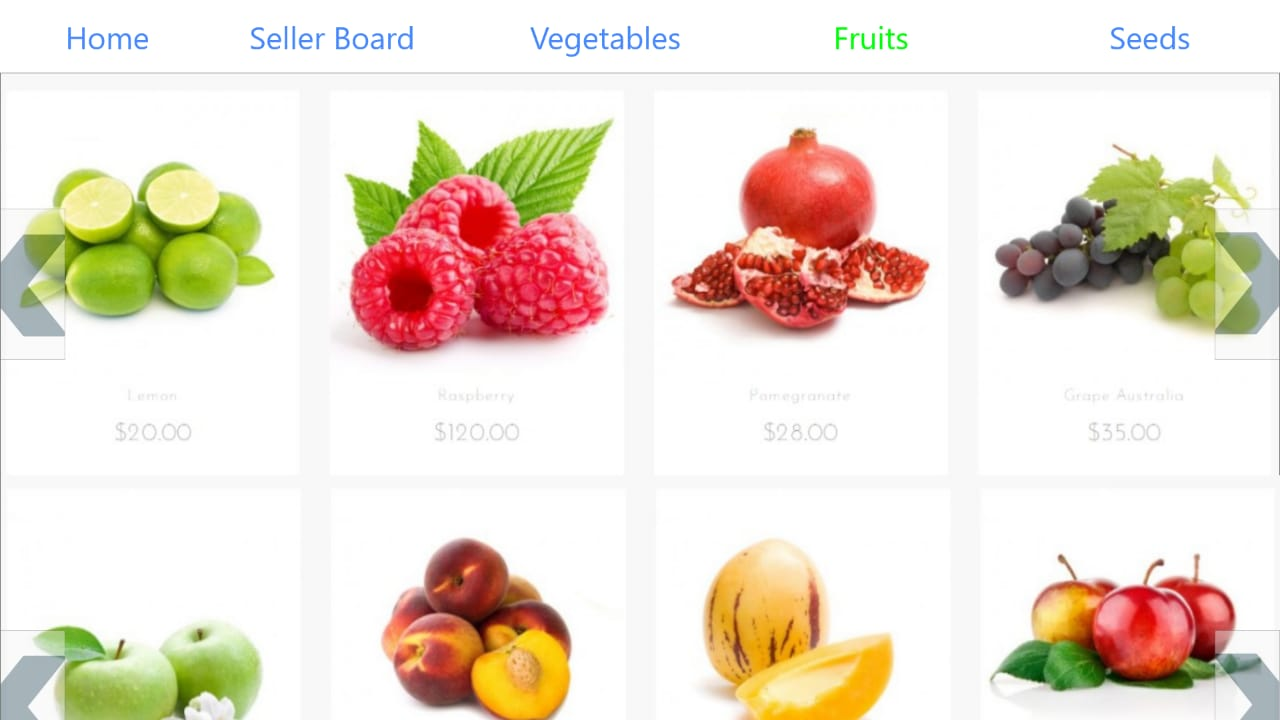 Home Seller Board Vegetables Fruits Seeds
Lemon Raspberry Pomegranate Grape Australia
$20.00 $120.00 $28.00 $35.00